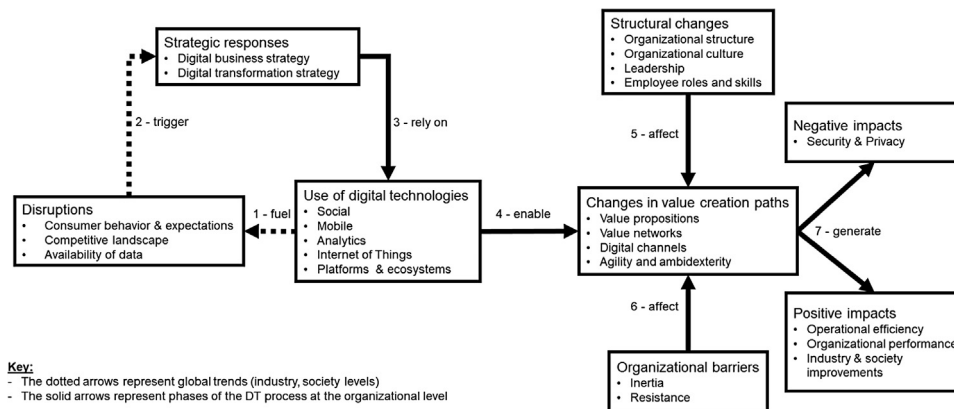 Strategic responses
• Digital business strategy
• Digital transformation strategy
Structural changes
• Organizational structure
• Organizational culture
• Leadership
• Employee roles and skills
2 - trigger
3 - rely on
5 - affect
Negative impacts
• Security & Privacy
Disruptions
• Consumer behavior & expectations
• Competitive landscape
• Availability of data
1 - fuel
Use of digital technologies
• Social
• Mobile
• Analytics
• Internet of Things
• Platforms & ecosystems
4 - enable
Changes in value creation paths
• Value propositions
• Value networks
• Digital channels
• Agility and ambidexterity
7 - generate
6 - affect
Positive impacts
• Operational efficiency
• Organizational performance
• Industry & society
improvements
Organizational barriers
• Inertia
• Resistance
Key:
- The dotted arrows represent global trends (industry, society levels)
- The solid arrows represent phases of the DT process at the organizational level